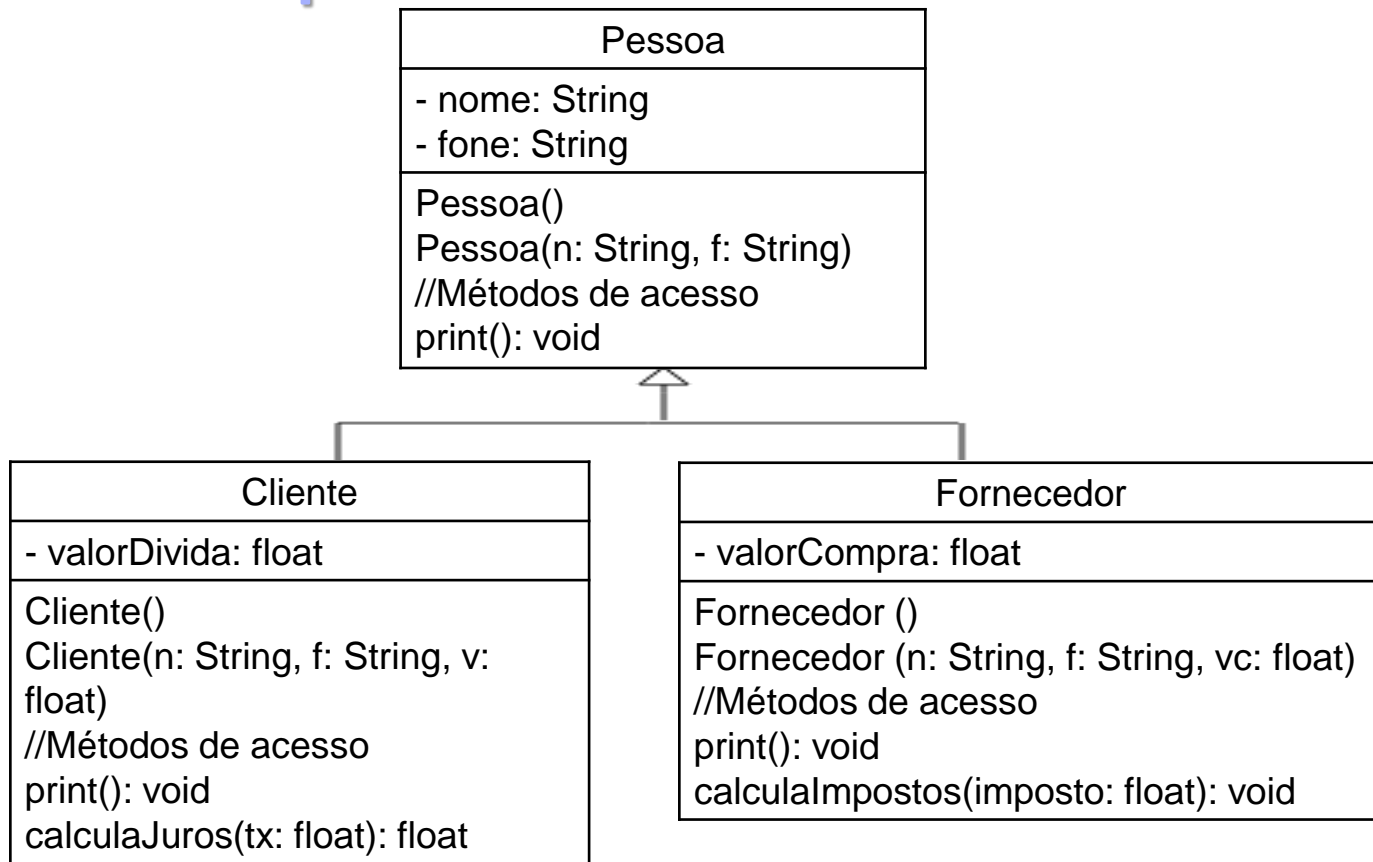 Pessoa
- nome: String
- fone: String
Pessoa()
Pessoa(n: String, f: String)
//Métodos de acesso
print(): void
Cliente
- valorDivida: float
Cliente()
Cliente(n: String, f: String, v:
float)
//Métodos de acesso
print(): void
calculaJuros(tx: float): float
Fornecedor
- valorCompra: float
Fornecedor ()
Fornecedor (n: String, f: String, vc: float)
//Métodos de acesso
print(): void
calculaImpostos(imposto: float): void